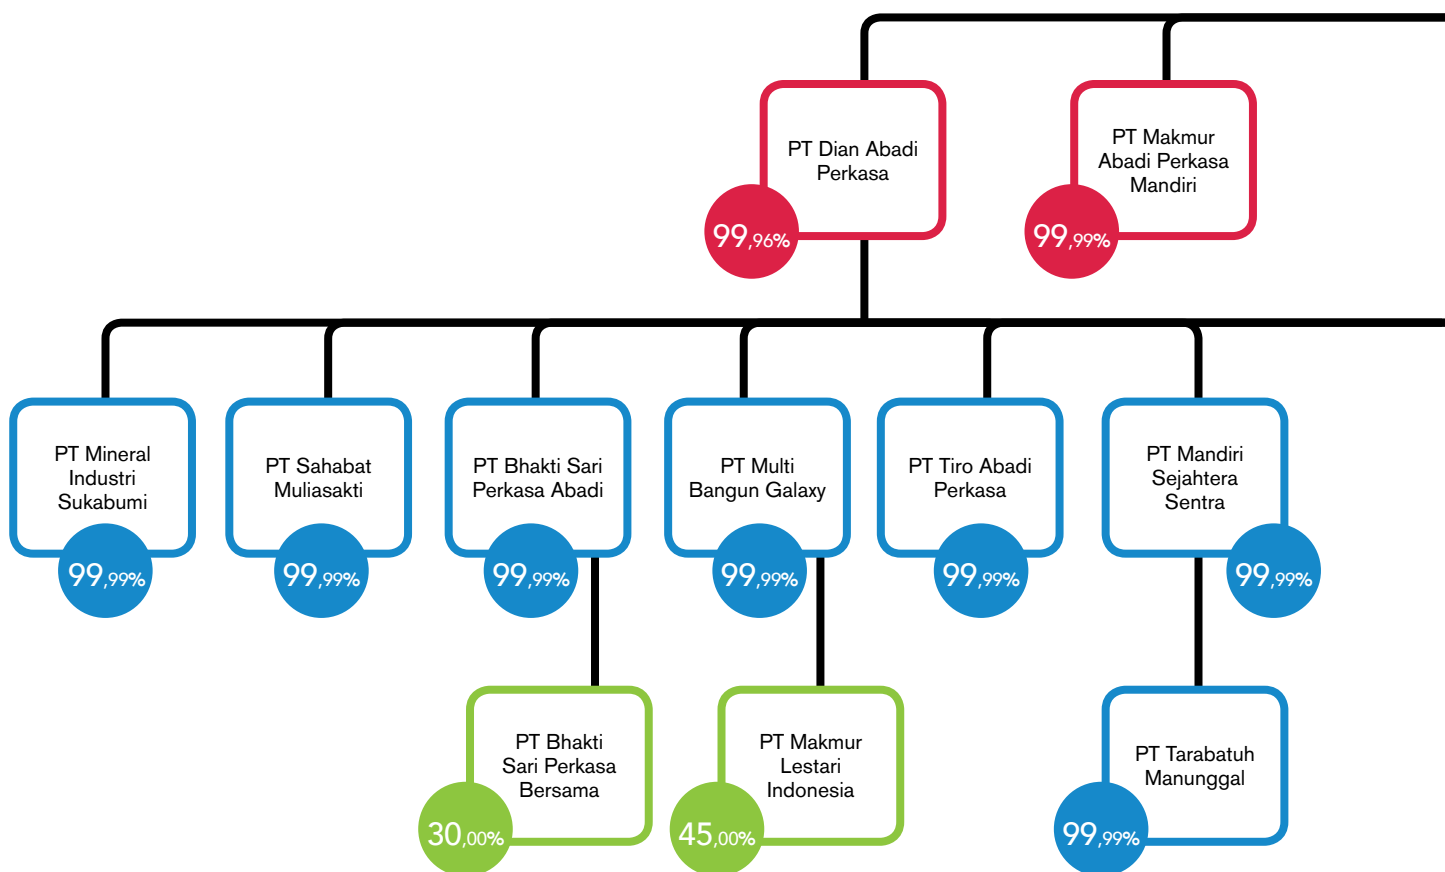 PT Dian Abadi
Perkasa
99,96%
PT Makmur
Abadi Perkasa
Mandiri
99,99%
PT Mineral
Industri
Sukabumi
99,99%
PT Sahabat
Muliasakti
99,99%
PT Bhakti Sari
Perkasa Abadi
99,99%
PT Multi
Bangun Galaxy
99,99%
PT Tiro Abadi
Perkasa
99,99%
PT Mandiri
Sejahtera
Sentra
99,99%
PT Bhakti
Sari Perkasa
Bersama
30,00%
PT Makmur
Lestari
Indonesia
45,00%
PT Tarabatuh
Manunggal
99,99%